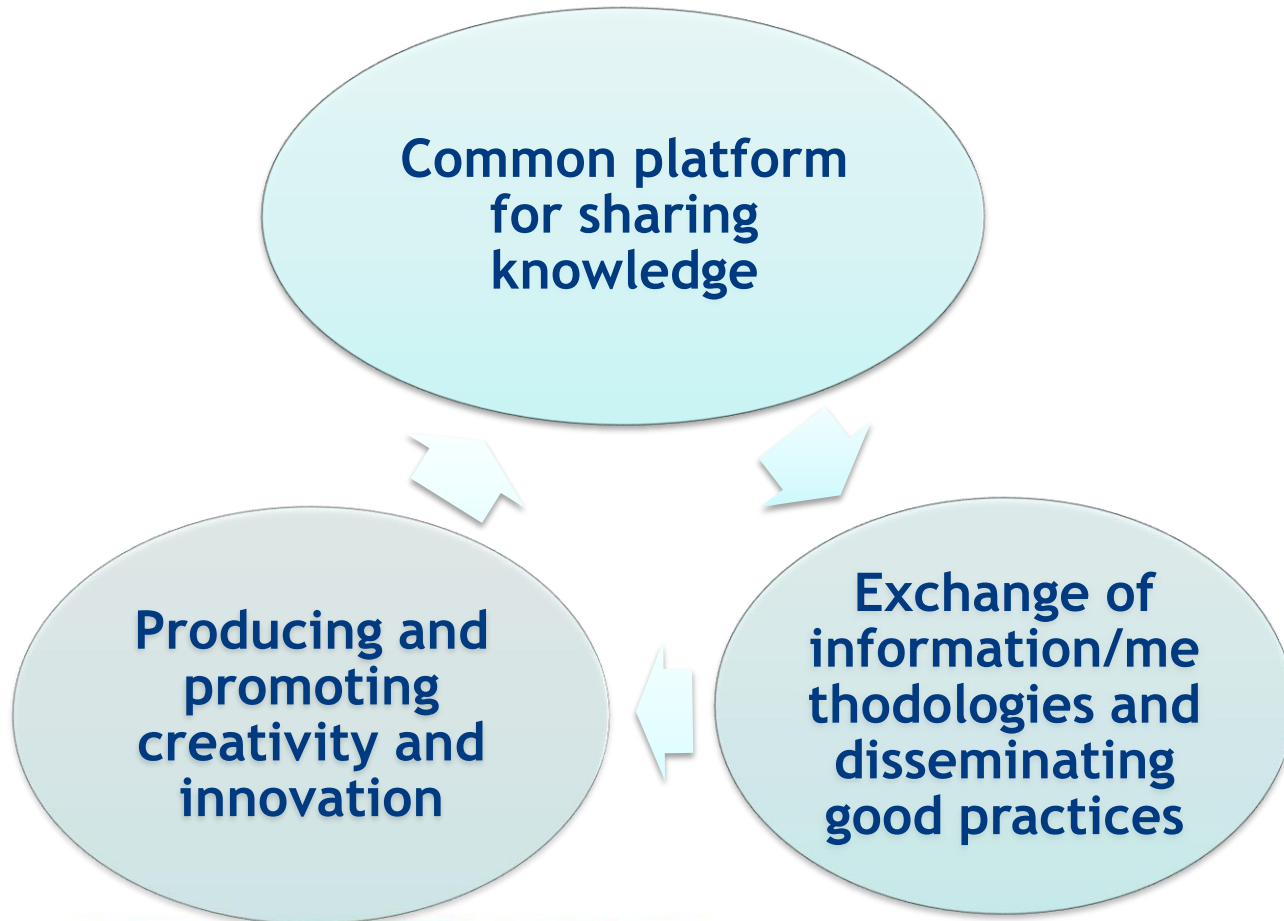 Common platform
for sharing
knowledge
Exchange of
information/me
thodologies and
disseminating
good practices
Producing and
promoting
creativity and
innovation